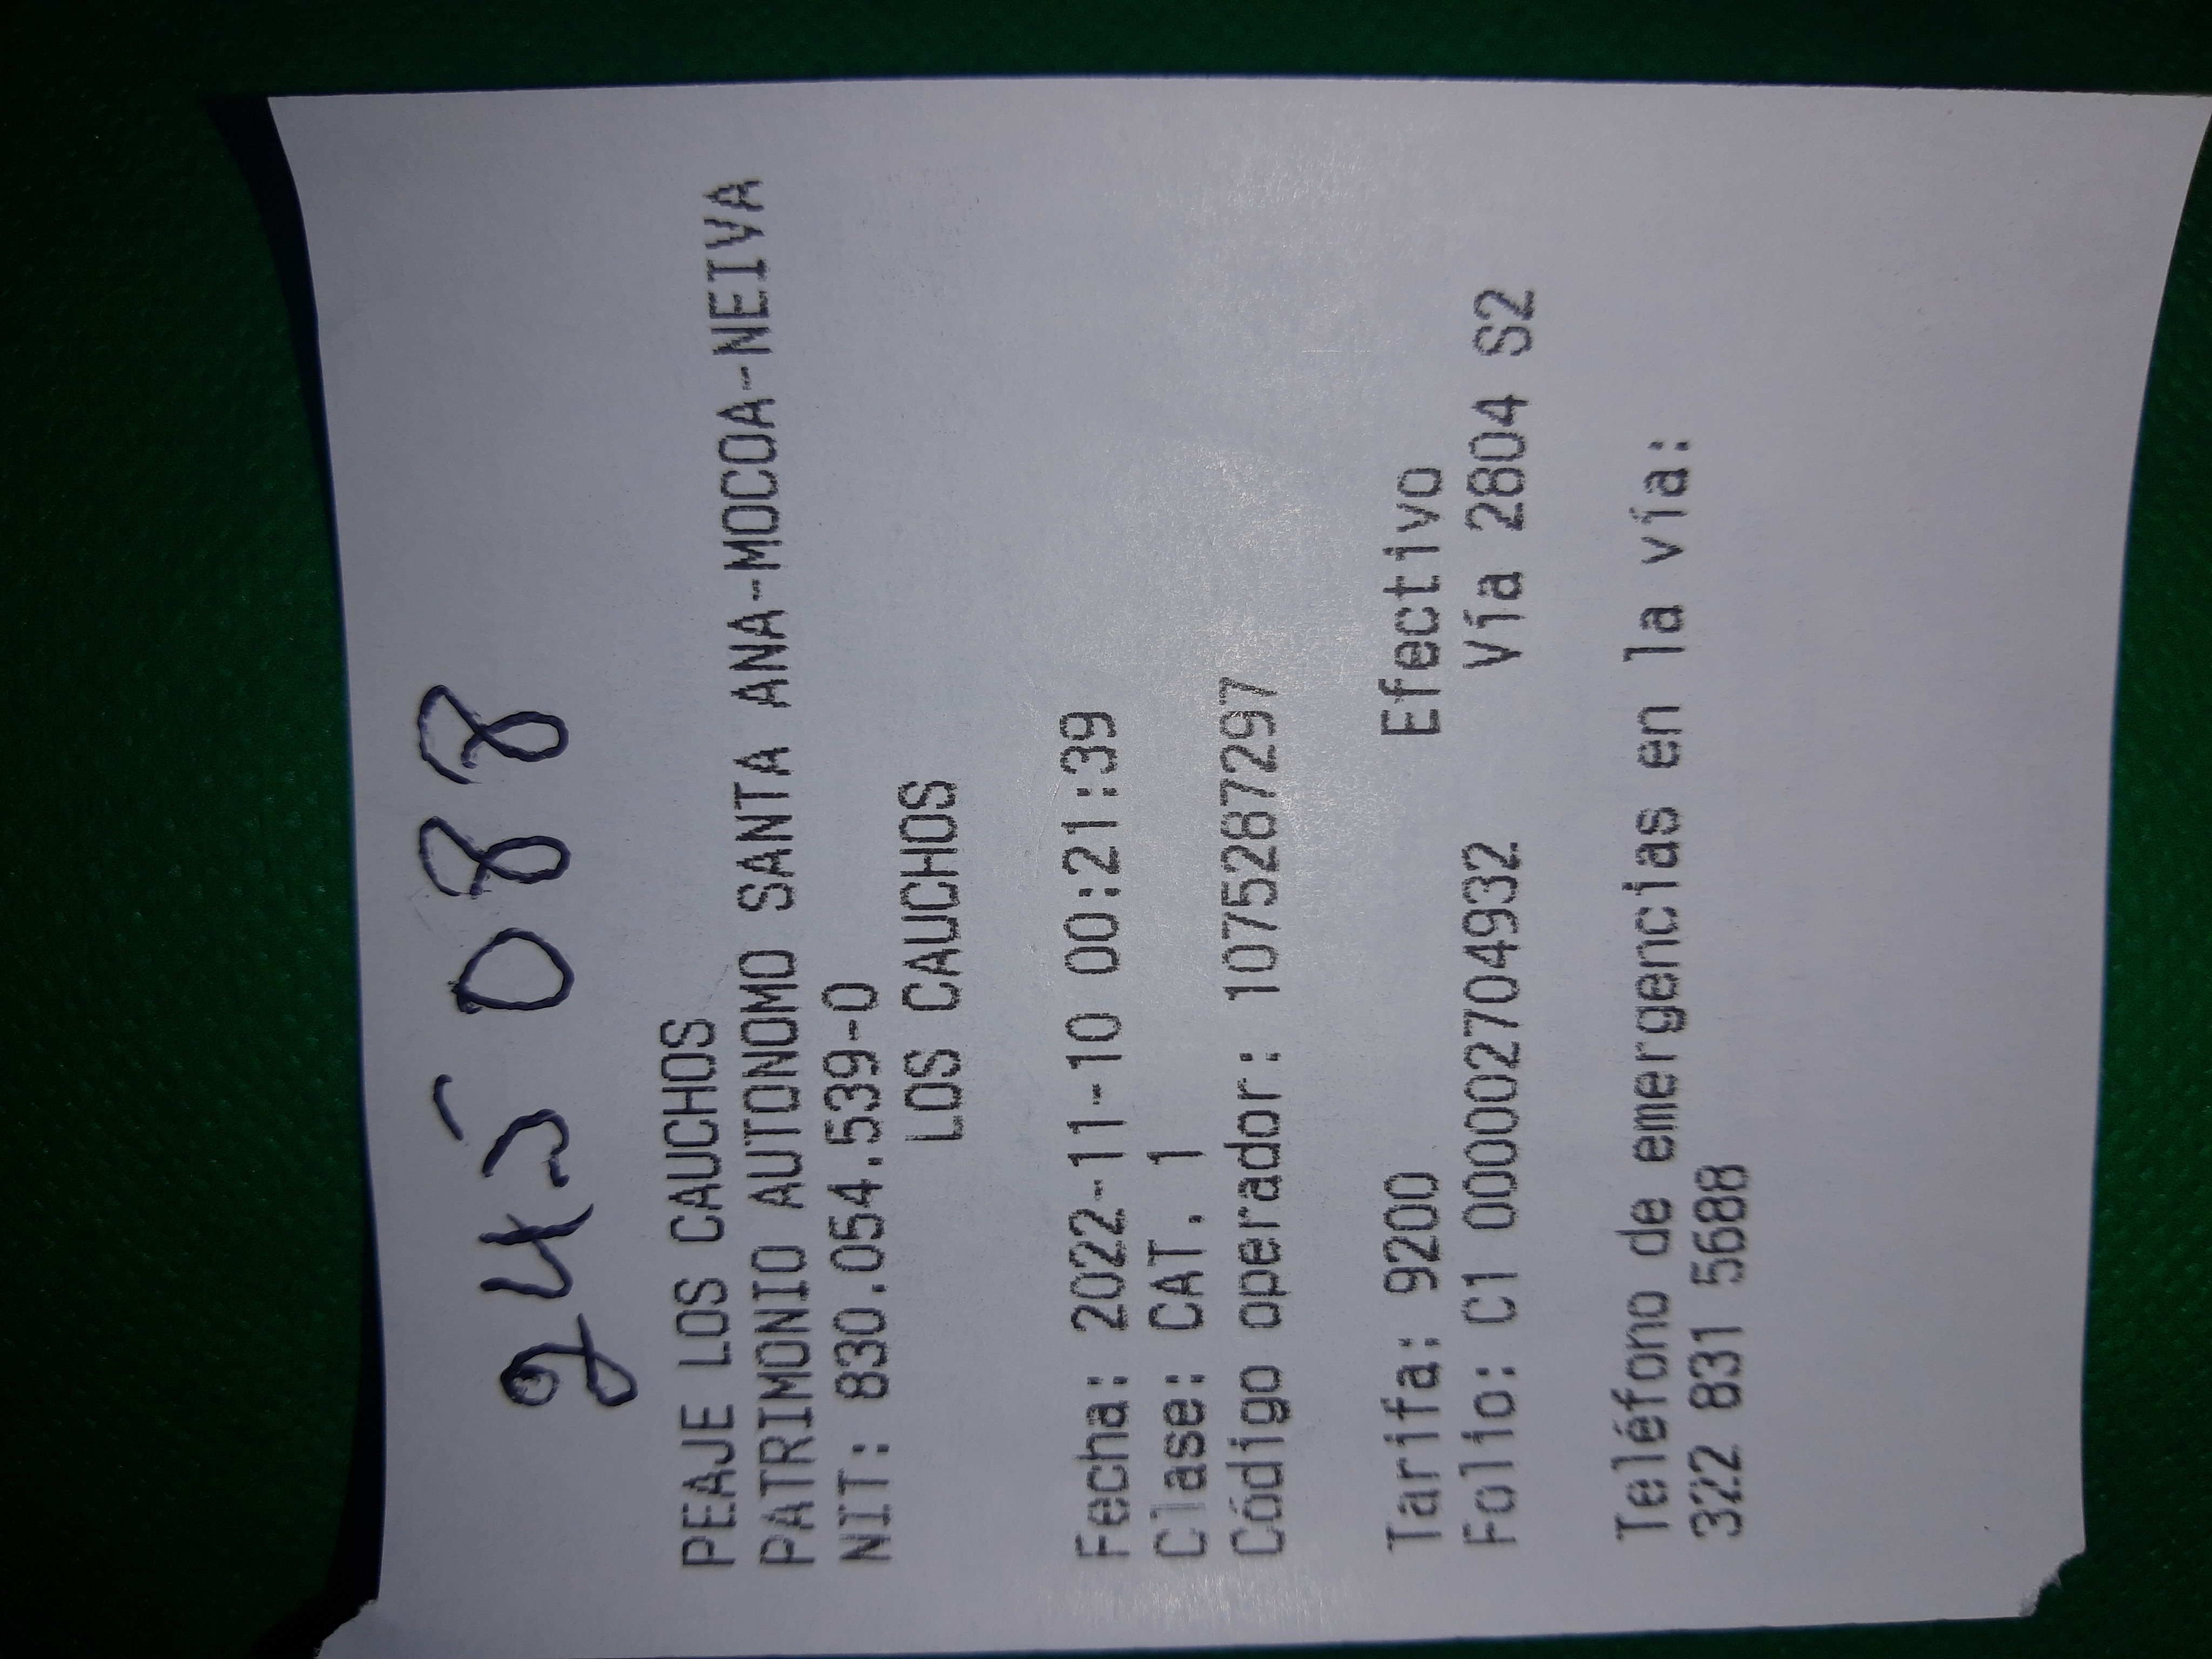 245088
PEAJE LOS CAUCHOS
PATRIMONIO AUTONOMO SANTA ANA-MOCOA-NEIVA
NIT: 830.054.539-0
LOS CAUCHOS
Fecha: 2022-11-10 00:21:39
Clase: CAT. 1
Código operador: 1075287297
Tarifa: 9200 Efectivo
Folio: C1 00002704932 Vía 2804 S2
Teléfono de emergencias en la vía:
322 831 5688